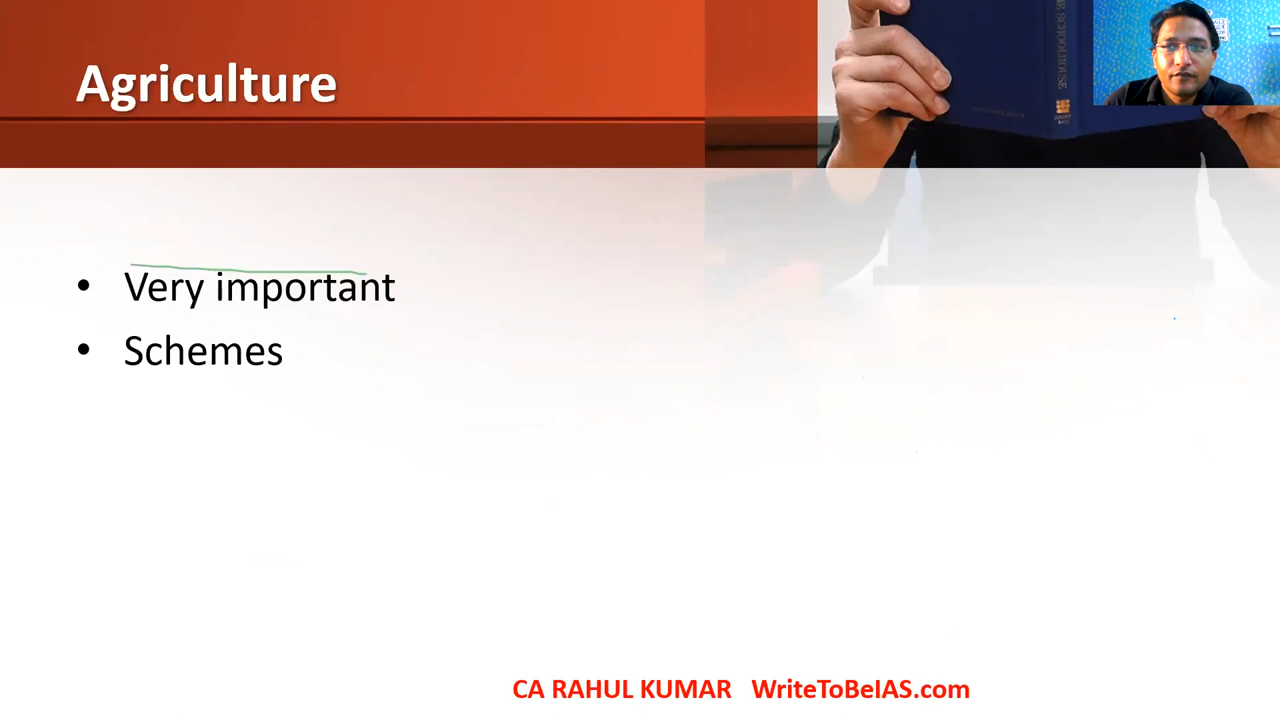 Agriculture
• Very important
• Schemes
CA RAHUL KUMAR WriteToBeIAS.com